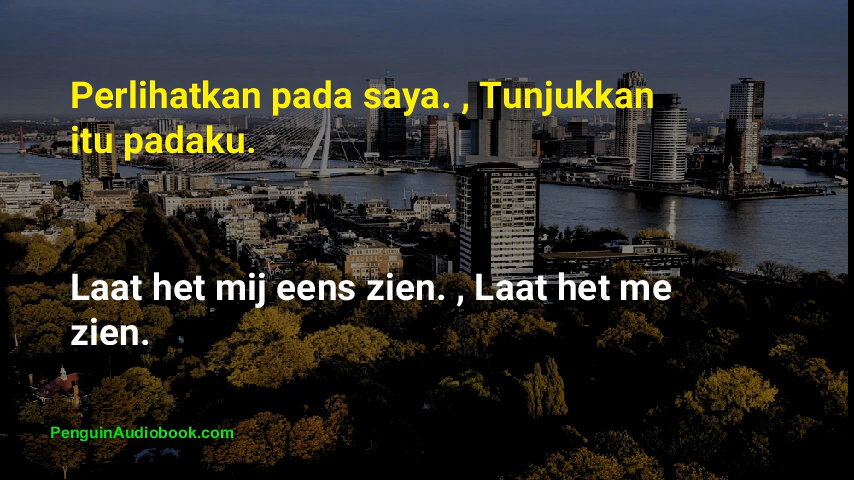 Perlihatkan pada saya. , Tunjukkan
itu padaku.
Laat het mij eens zien. , Laat het me
zien.
PenguinAudiobook.com